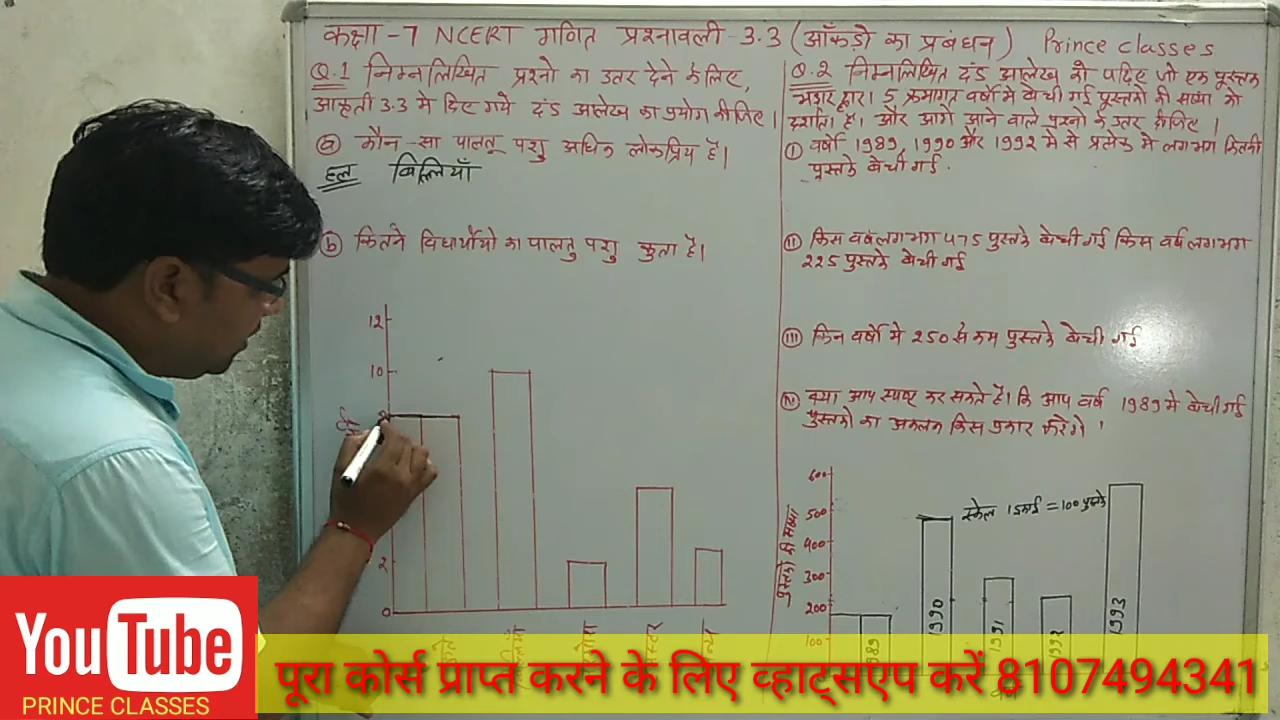 कक्षा -7 NCERT गणित प्रश्नावली 3.3 (आँकड़ो का प्रबंधन) Prince classes
Q.1 निम्नलिखित प्रश्नो का उतर देने के लिए,
आकृती 3.3 मे दिए गये दंड आलेख का प्रयोग कीजिए।
a कौन-सा पालतू पशु अधिक लोकप्रिय है।
हल बिल्लियाँ
b कितने विधार्थीयो का पालतु पशु कुता है।
12
10
8
2
0
Q.2 निम्नलिखित दंड आलेख को पढिए जो एक पुस्तक
भंडार द्वारा 5 क्रमागत वर्षो मे बेची गई पुस्तको की संख्या को
दर्शाता है। और आगे आने वाले प्रश्नो के उतर दीजिए।
I वर्षो 1989, 1990 और 1992 मे से प्रत्येक मे लगभग कितनी
पुस्तके बेची गई
II किस वर्ष लगभग 475 पुस्तके बेची गई किस वर्ष लगभग
225 पुस्तके बेची गई
III किन वर्षो मे 250 से कम पुस्तके बेची गई
IV क्या आप स्पष्ट कर सकते है। कि आप वर्ष 1989 मे बेची गई
पुस्तको का आकलन किस प्रकार करेंगे
600
500
400
300
200
100
पुस्तको की संख्या
स्केल 1 इकाई = 100 पुस्तके
1989
1990
1991
1992
1993
YouTube
PRINCE CLASSES
पूरा कोर्स प्राप्त करने के लिए व्हाट्सएप करें 8107494341